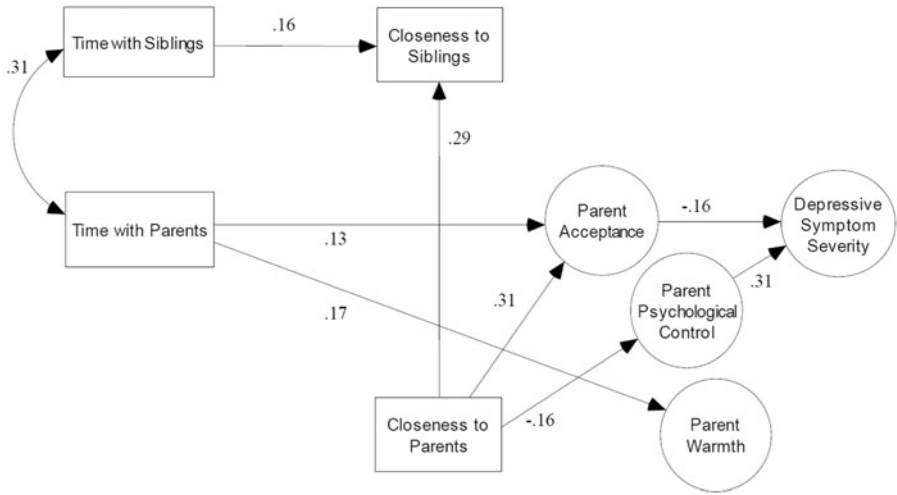 Time with Siblings
.16
Closeness to
Siblings
.31
.29
Time with Parents
.13
Parent
Acceptance
-.16
Depressive
Symptom
Severity
.17
.31
Parent
Psychological
Control
.31
Closeness to
Parents
-.16
Parent
Warmth